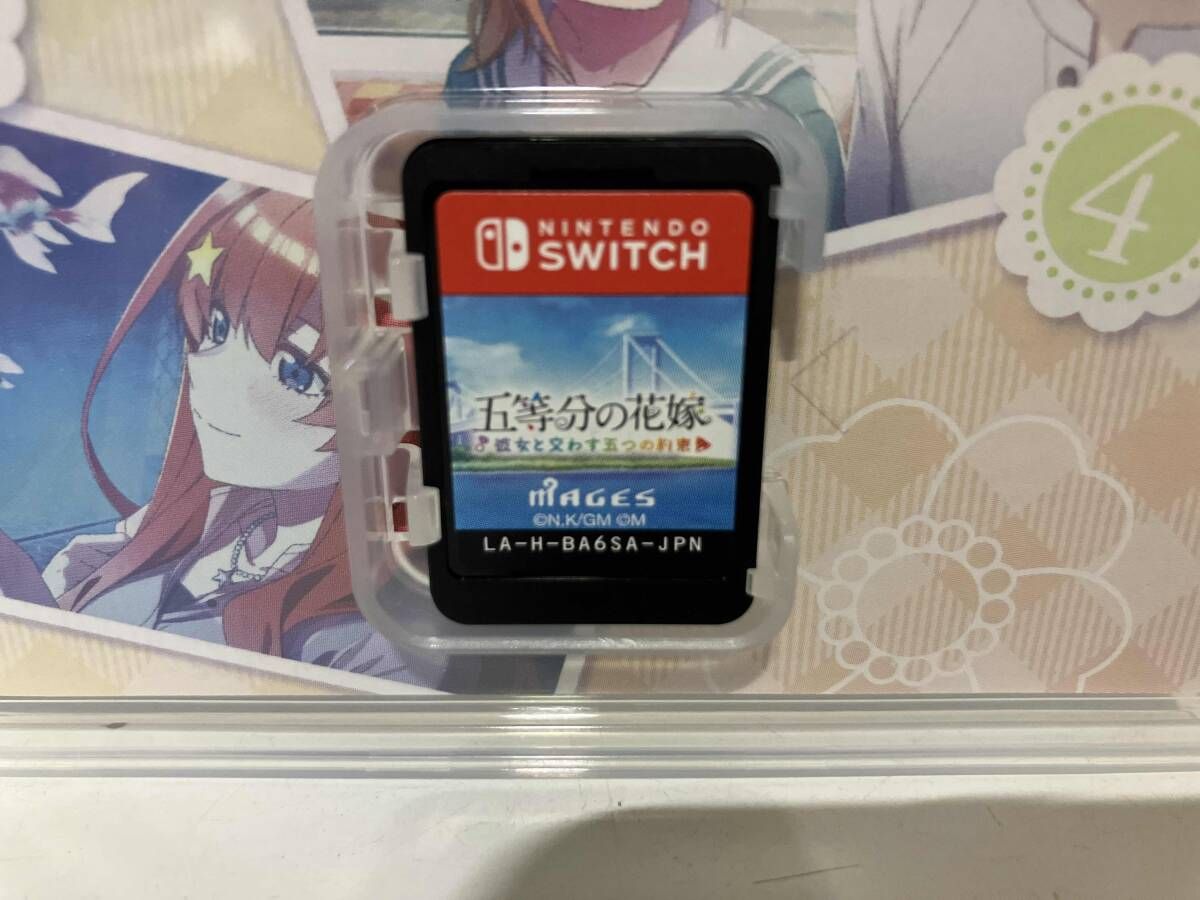 4
NINTENDO
SWITCH
五等分の花嫁
彼女と交わす五つの約束
MAGES
©N.K/GM ©M
LA-H-BA6SA-JPN